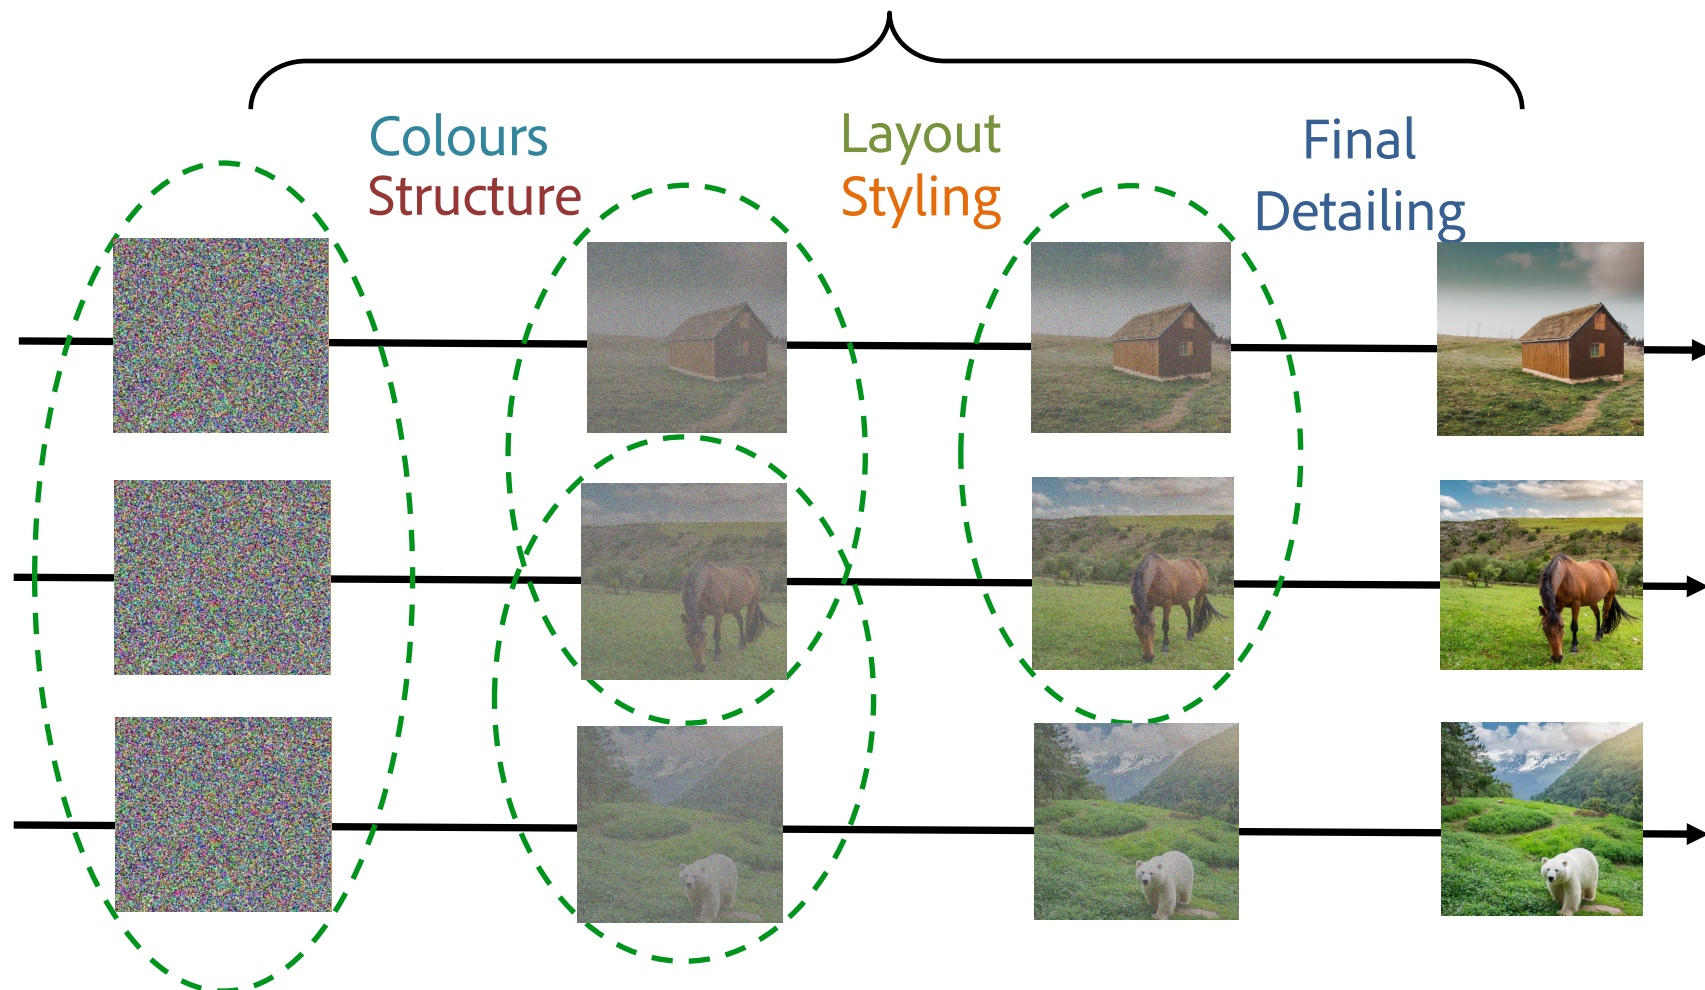 Colours
Structure
Layout
Styling
Final
Detailing